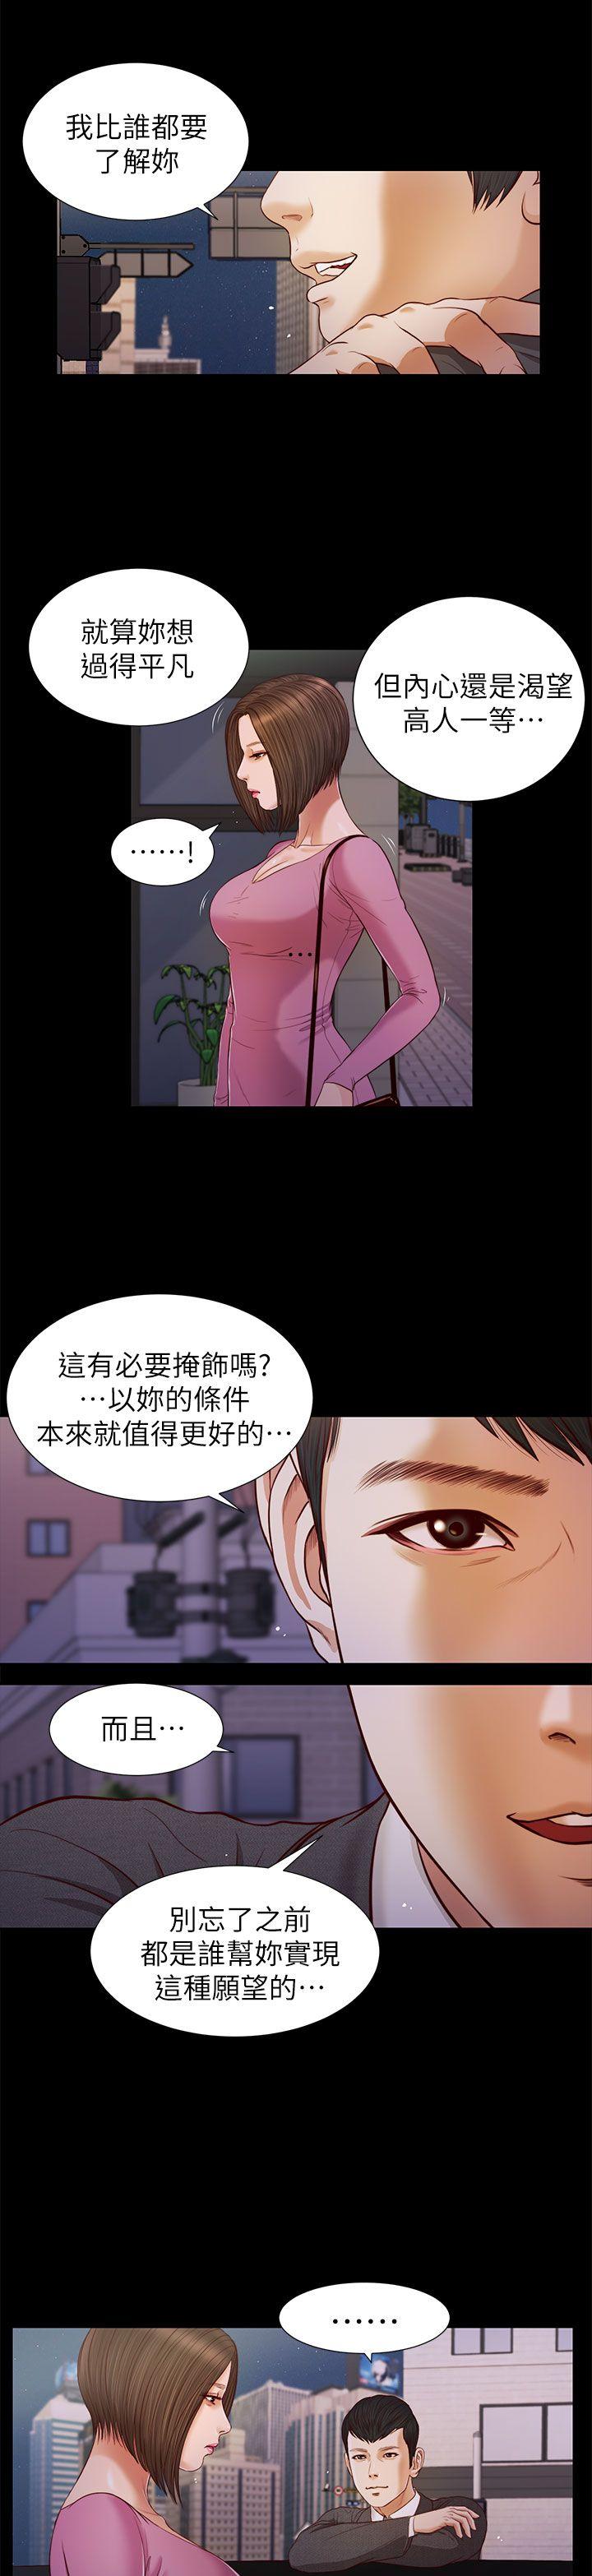 我比誰都要
了解妳
就算妳想
過得平凡
但內心還是渴望
高人一等…
……!
…
這有必要掩飾嗎?
…以妳的條件
本來就值得更好的…
而且…
別忘了之前
都是誰幫妳實現
這種願望的…
……